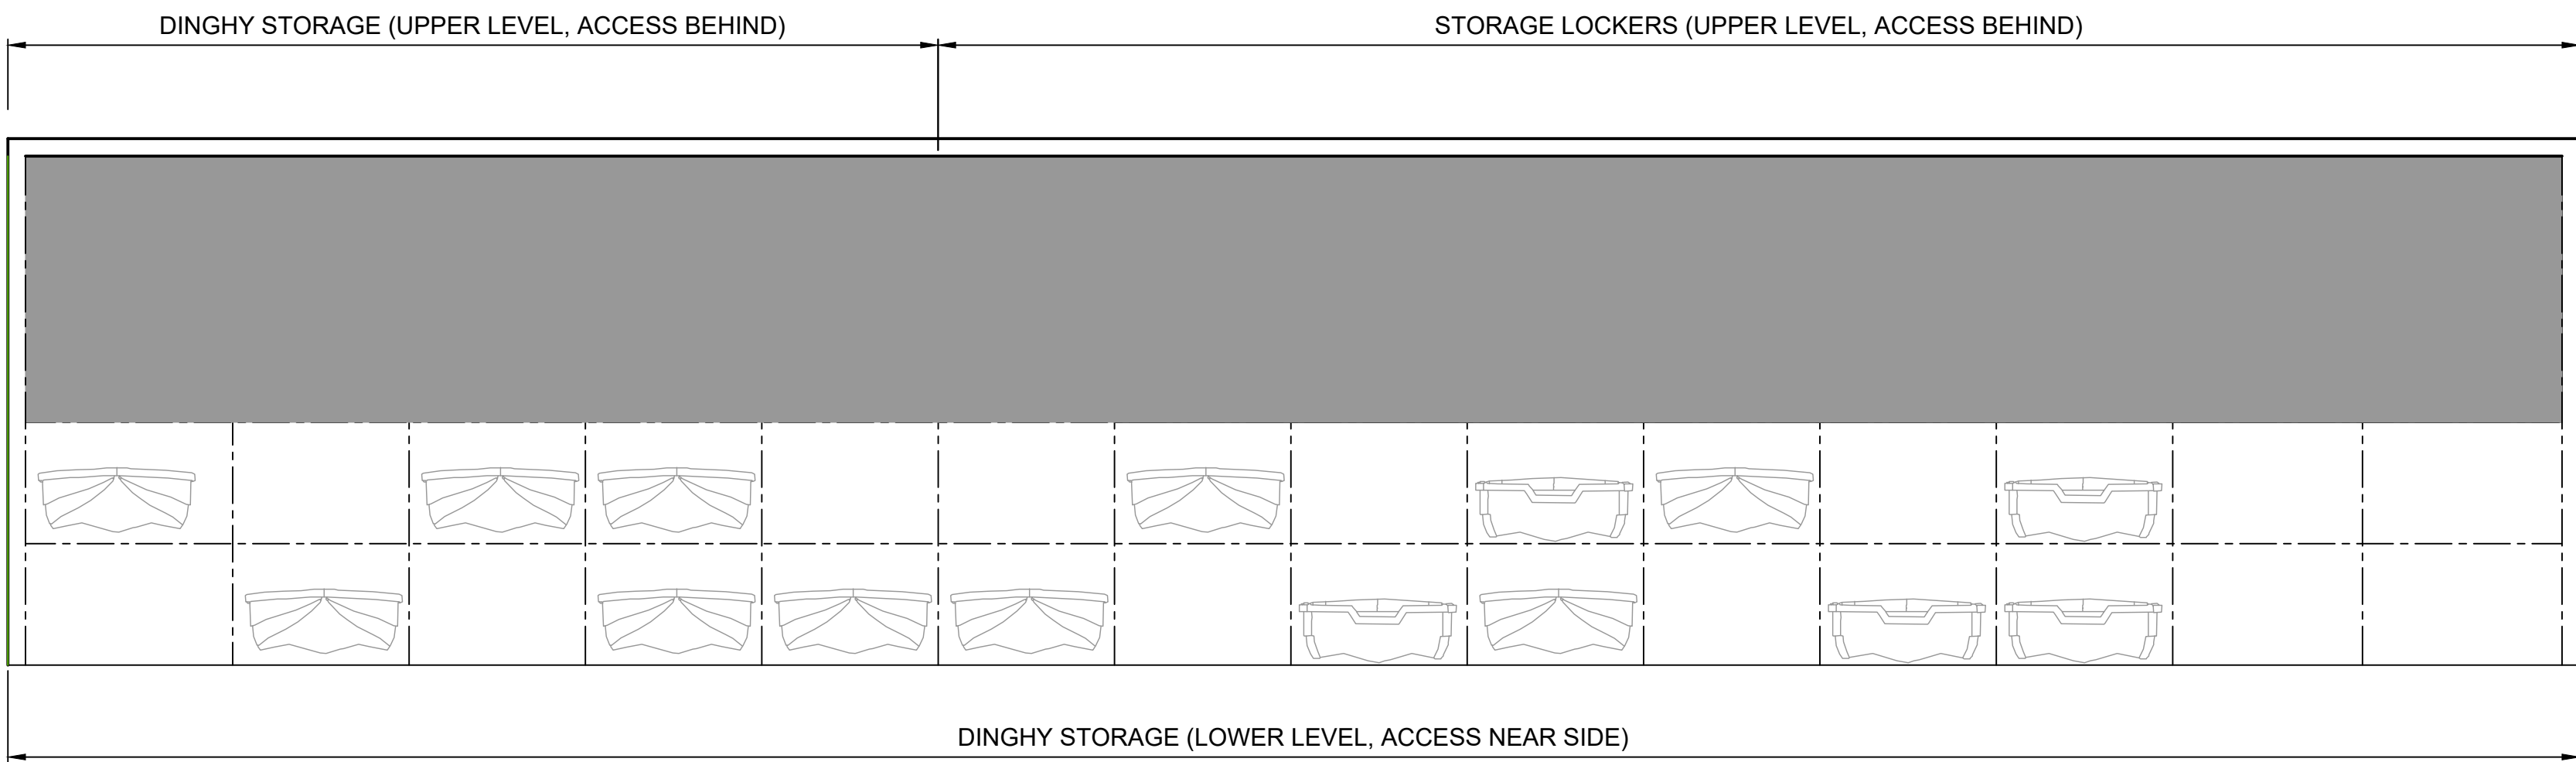 DINGHY STORAGE (UPPER LEVEL, ACCESS BEHIND)
STORAGE LOCKERS (UPPER LEVEL, ACCESS BEHIND)
DINGHY STORAGE (LOWER LEVEL, ACCESS NEAR SIDE)